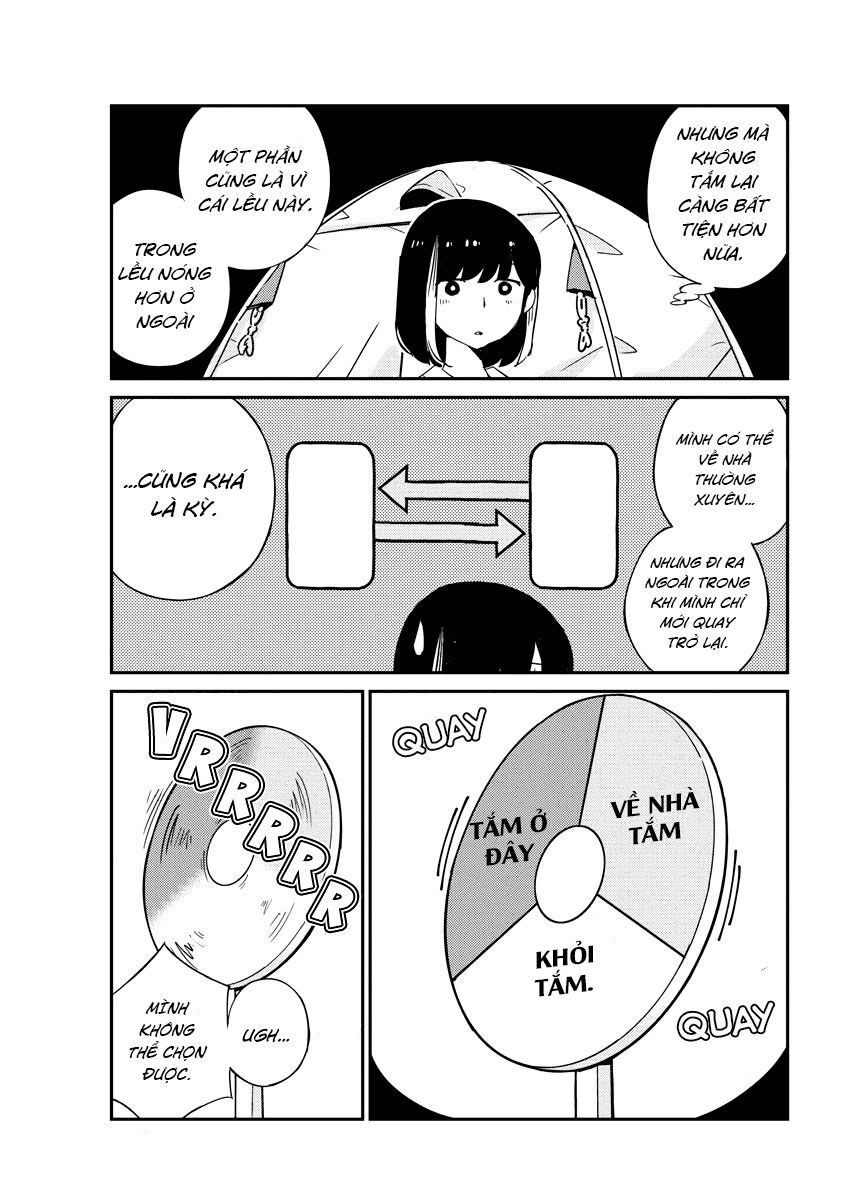 NHƯNG MÀ
KHÔNG
TẮM LẠI
CÀNG BẤT
TIỆN HƠN
NỮA.
MỘT PHẦN
CŨNG LÀ VÌ
CÁI LỀU NÀY.
TRONG
LỀU NÓNG
HƠN Ở
NGOÀI
MÌNH CÓ THỂ
VỀ NHÀ
THƯỜNG
XUYÊN...
NHƯNG ĐI RA
NGOÀI TRONG
KHI MÌNH CHỈ
MỚI QUAY
TRỞ LẠI.
...CŨNG KHÁ
LÀ KỲ.
QUAY
VỀ NHÀ
TẮM
TẮM Ở
ĐÂY
KHỎI
TẮM.
QUAY
VRRRRRR
UGH...
MÌNH
KHÔNG
THỂ CHỌN
ĐƯỢC.